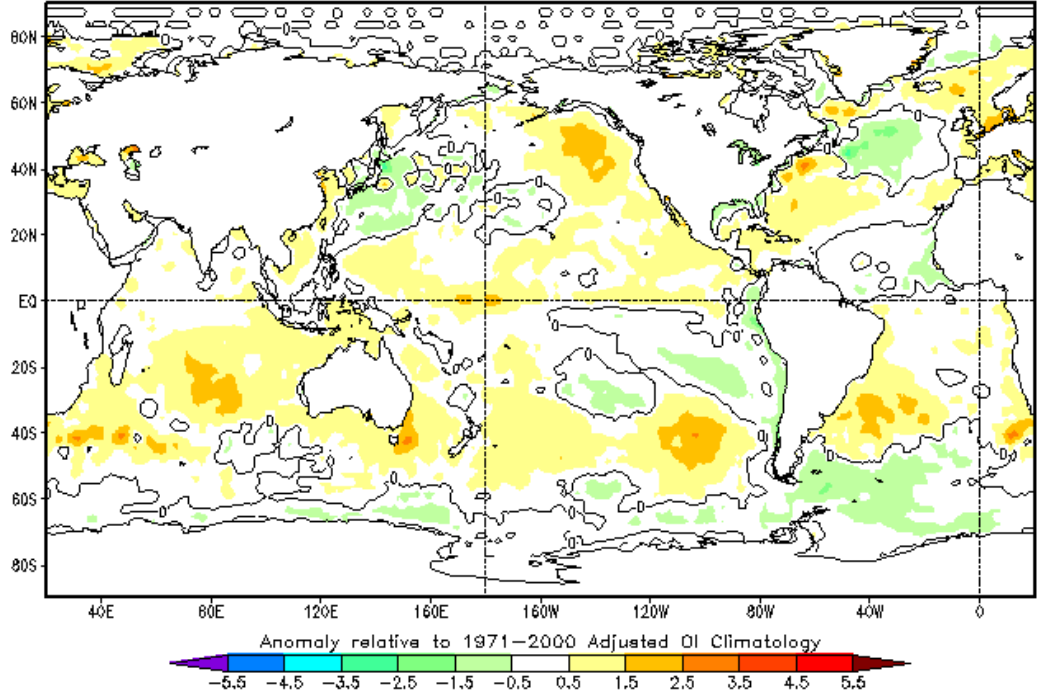 80N
60N
40N
20N
EQ
20S
40S
60S
80S
40E 80E 120E 160E 160W 120W 80W 40W 0
Anomaly relative to 1971-2000 Adjusted OI Climatology
-5.5 -4.5 -3.5 -2.5 -1.5 -0.5 0.5 1.5 2.5 3.5 4.5 5.5